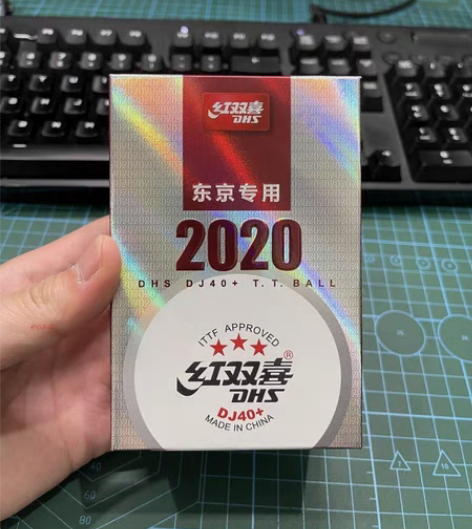 红双喜
DHS
东京专用
2020
DHS DJ40+ T.T. BALL
ITTF APPROVED
红双喜®
DHS
DJ40+
MADE IN CHINA